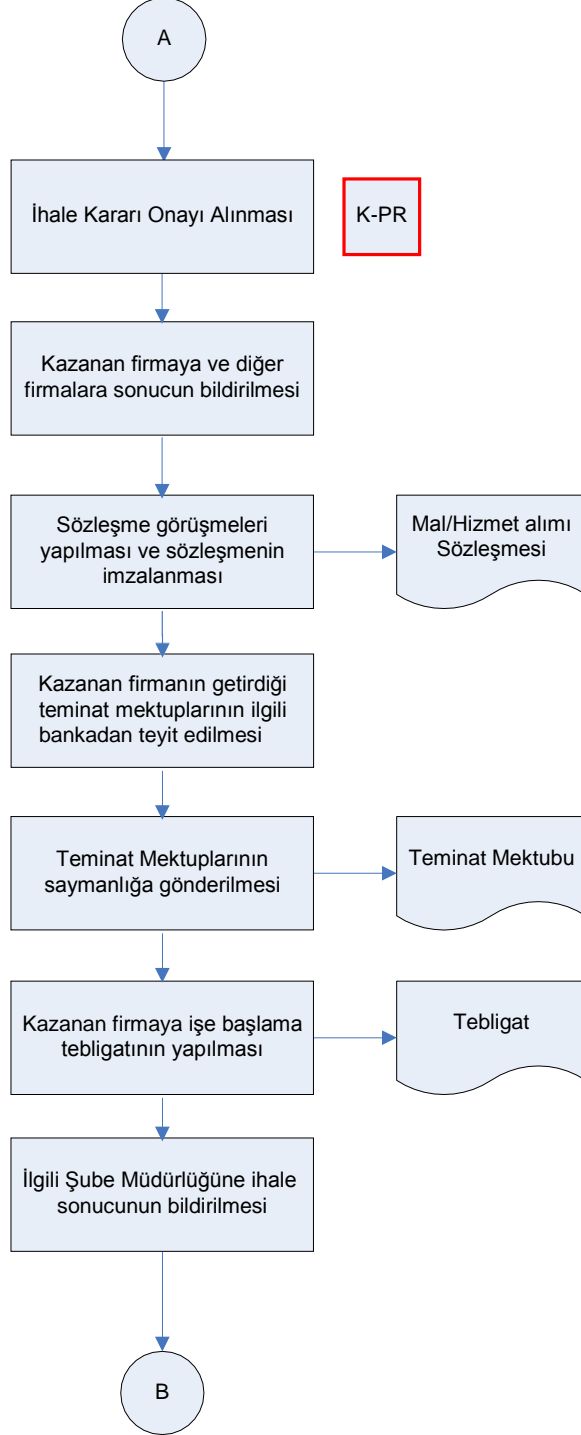 A
İhale Kararı Onayı Alınması
K-PR
Kazanan firmaya ve diğer
firmalara sonucun bildirilmesi
Sözleşme görüşmeleri
yapılması ve sözleşmenin
imzalanması
Mal/Hizmet alımı
Sözleşmesi
Kazanan firmanın getirdiği
teminat mektuplarının ilgili
bankadan teyit edilmesi
Teminat Mektuplarının
saymanlığa gönderilmesi
Teminat Mektubu
Kazanan firmaya işe başlama
tebligatının yapılması
Tebligat
İlgili Şube Müdürlüğüne ihale
sonucunun bildirilmesi
B